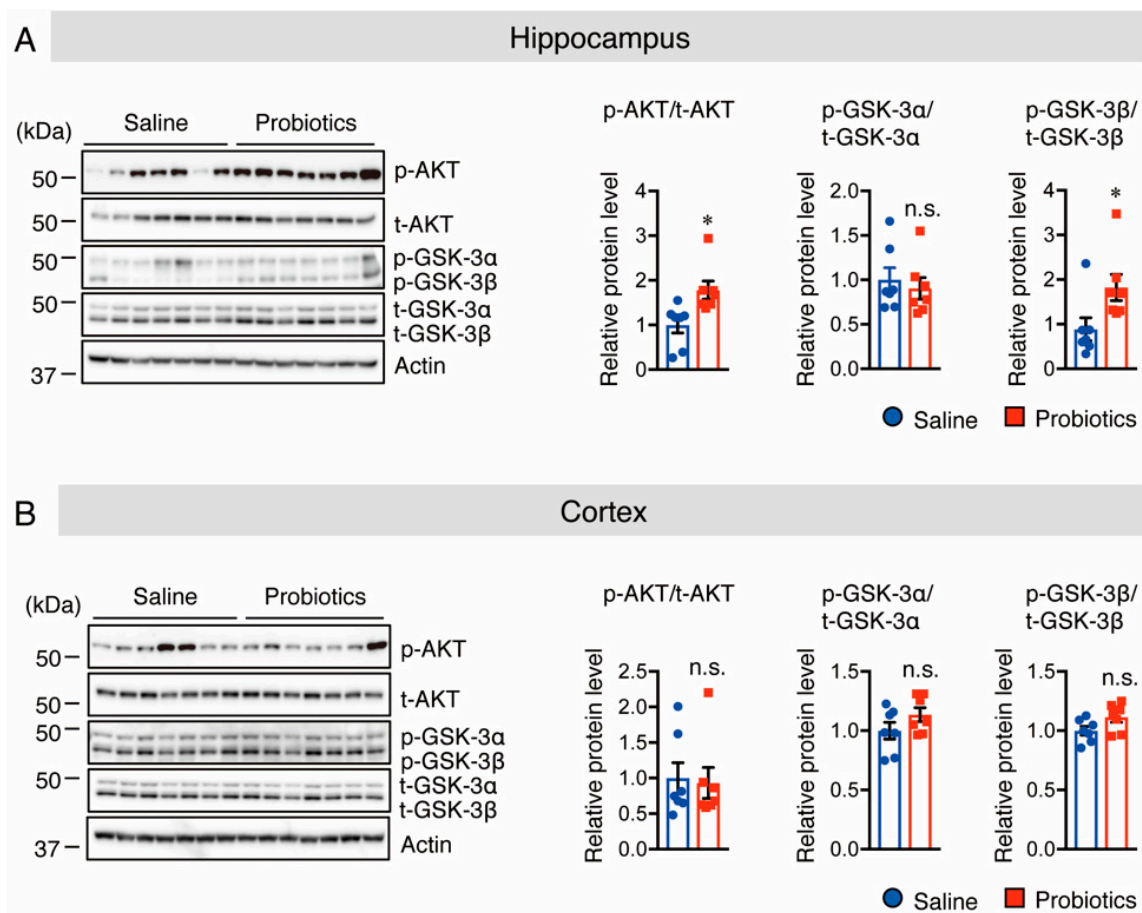 A
Hippocampus
(kDa)
Saline
Probiotics
50
p-AKT
50
t-AKT
50
p-GSK-3α
p-GSK-3β
50
t-GSK-3α
t-GSK-3β
37
Actin
p-AKT/t-AKT
Relative protein level
4
3
2
1
0
*
p-GSK-3α/
t-GSK-3α
Relative protein level
2.0
1.5
1.0
0.5
0.0
n.s.
p-GSK-3β/
t-GSK-3β
Relative protein level
4
3
2
1
0
*
Saline
Probiotics
B
Cortex
(kDa)
Saline
Probiotics
50
p-AKT
50
t-AKT
50
p-GSK-3α
p-GSK-3β
50
t-GSK-3α
t-GSK-3β
37
Actin
p-AKT/t-AKT
Relative protein level
2.5
2.0
1.5
1.0
0.5
0.0
n.s.
p-GSK-3α/
t-GSK-3α
Relative protein level
1.5
1.0
0.5
0.0
n.s.
p-GSK-3β/
t-GSK-3β
Relative protein level
1.5
1.0
0.5
0.0
n.s.
Saline
Probiotics